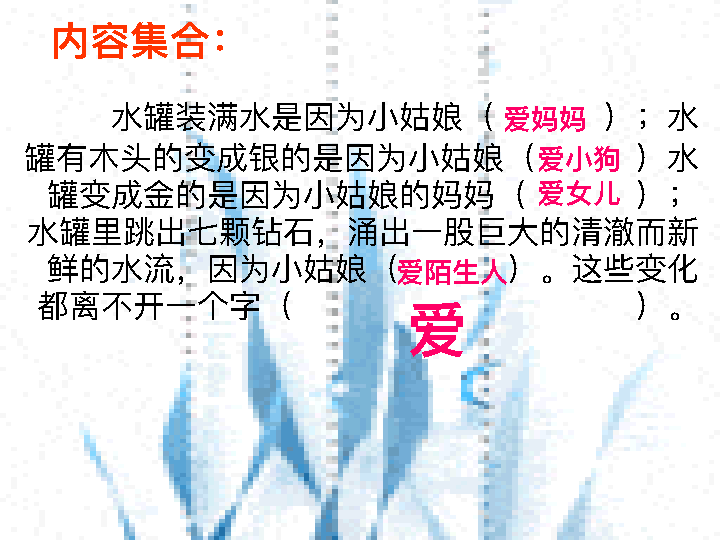 内容集合：
水罐装满水是因为小姑娘（ 爱妈妈 ）；水
罐有木头的变成银的是因为小姑娘（爱小狗 ）水
罐变成金的是因为小姑娘的妈妈（ 爱女儿 ）；
水罐里跳出七颗钻石，涌出一股巨大的清澈而新
鲜的水流，因为小姑娘（爱陌生人）。这些变化
都离不开一个字（ ）。
爱